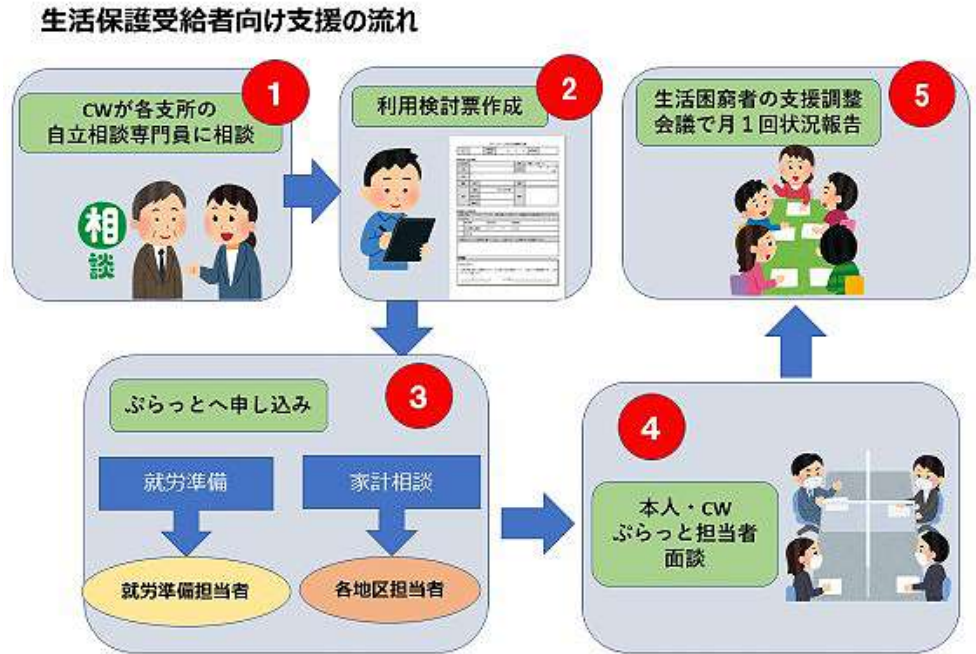 生活保護受給者向け支援の流れ
1
CWが各支所の
自立相談専門員に相談
相
談
2
利用検討票作成
3
ぷらっとへ申し込み
就労準備
家計相談
就労準備担当者
各地区担当者
4
本人・CW
ぷらっと担当者
面談
5
生活困窮者の支援調整
会議で月１回状況報告